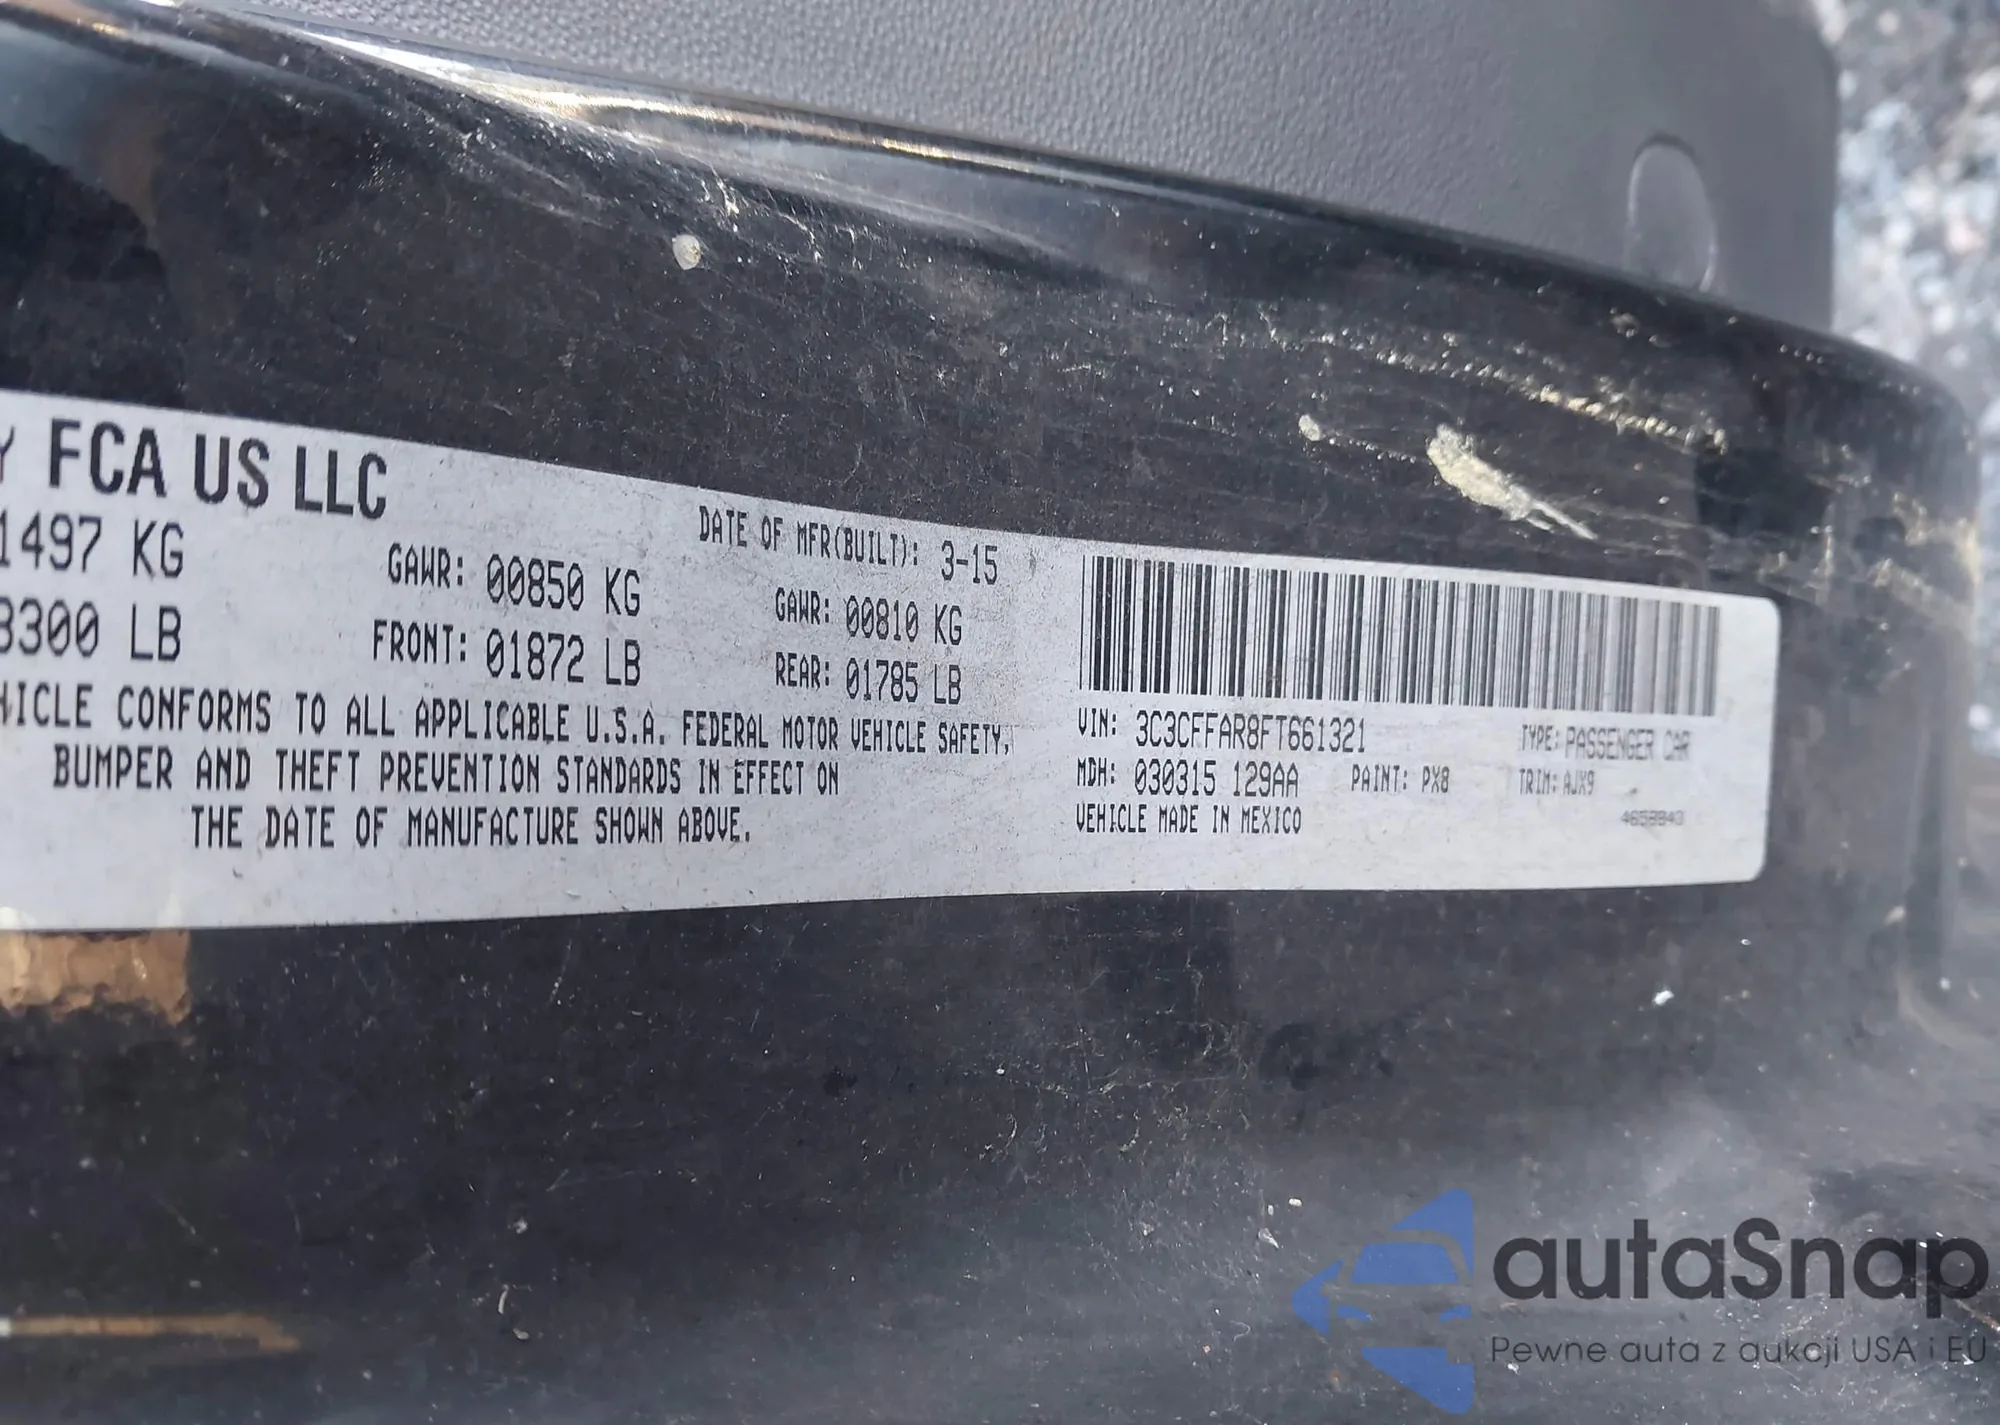 FCA US LLC
1497 KG
3300 LB
GAWR: 00850 KG
FRONT: 01872 LB
DATE OF MFR(BUILT): 3-15
GAWR: 00810 KG
REAR: 01785 LB
HICLE CONFORMS TO ALL APPLICABLE U.S.A. FEDERAL MOTOR VEHICLE SAFETY,
BUMPER AND THEFT PREVENTION STANDARDS IN EFFECT ON
THE DATE OF MANUFACTURE SHOWN ABOVE.
VIN: 3C3CFFAR8FT661321 TYPE: PASSENGER CAR
MDH: 030315 129AA PAINT: PX8 TRIM: AJX9
VEHICLE MADE IN MEXICO
autaSnap
Pewne auta z aukcji USA i EU